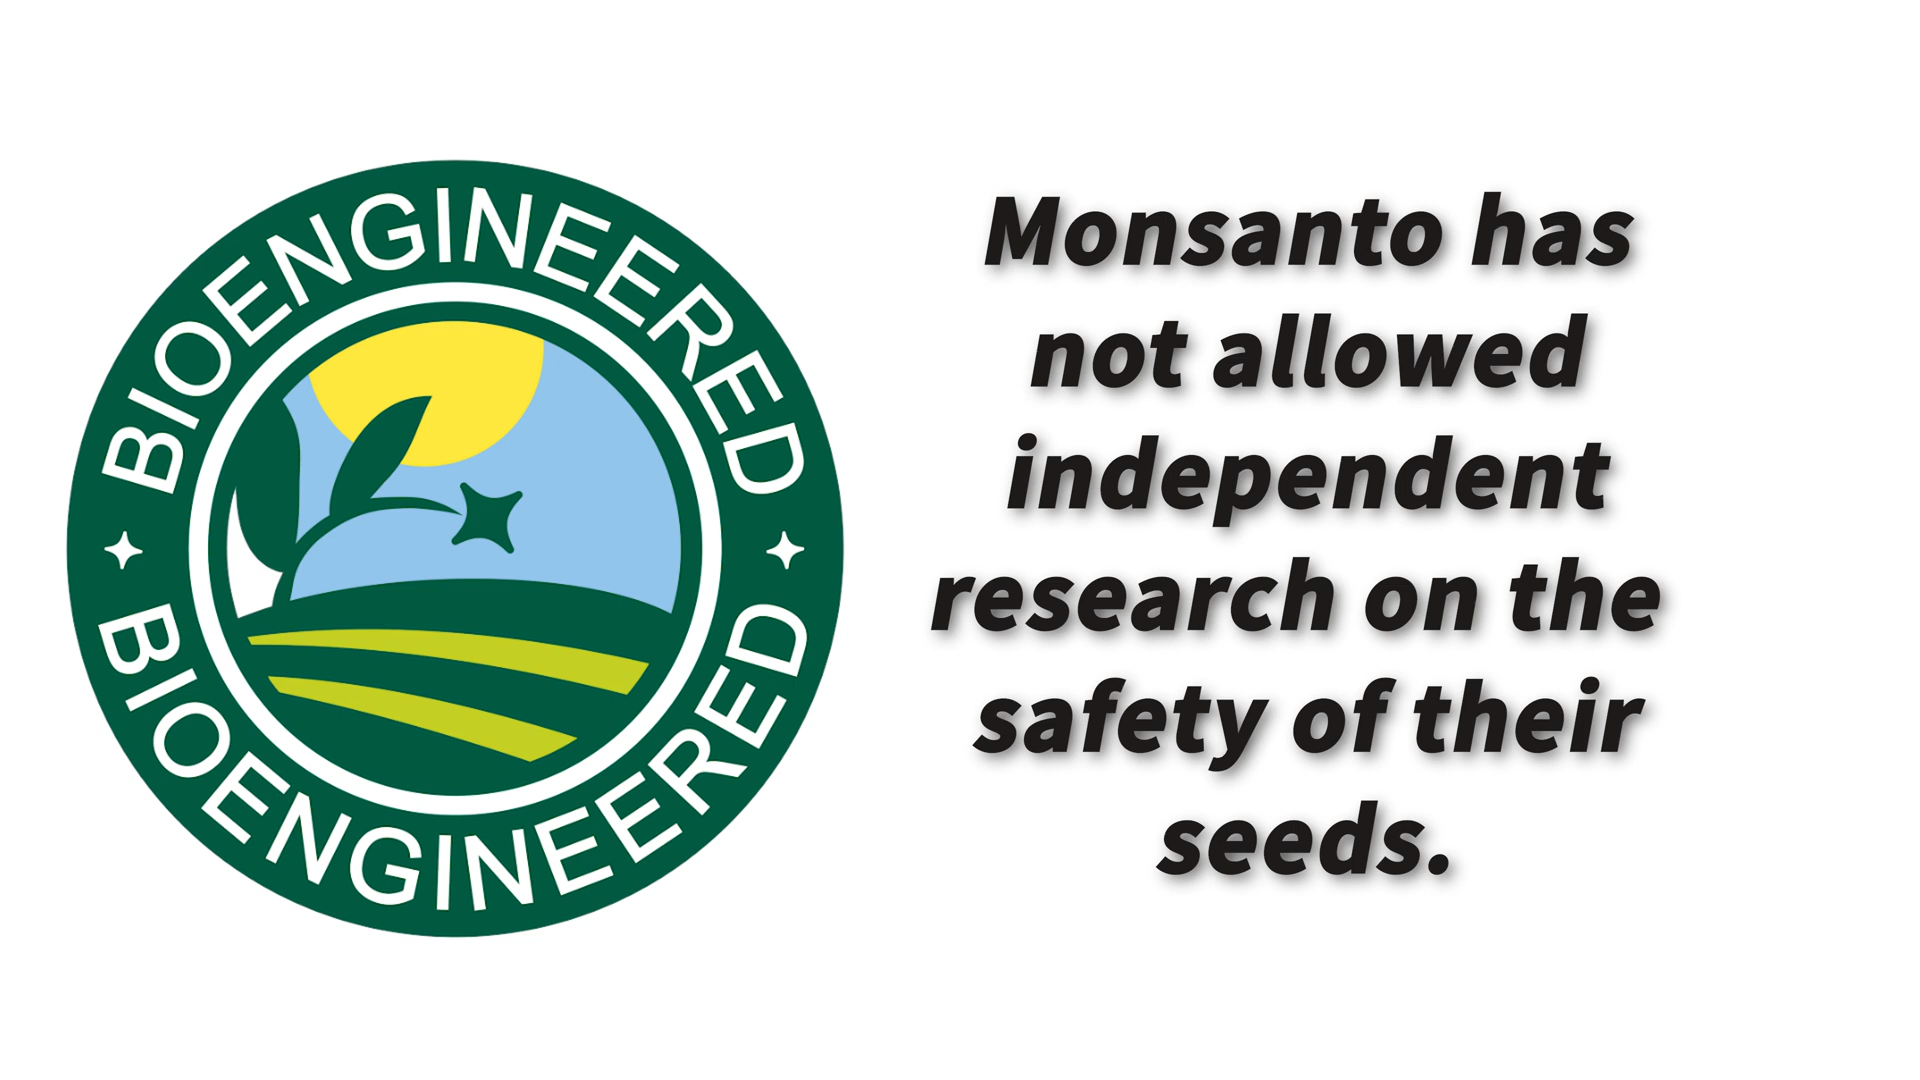 BIOENGINEERED
BIOENGINEERED
Monsanto has
not allowed
independent
research on the
safety of their
seeds.